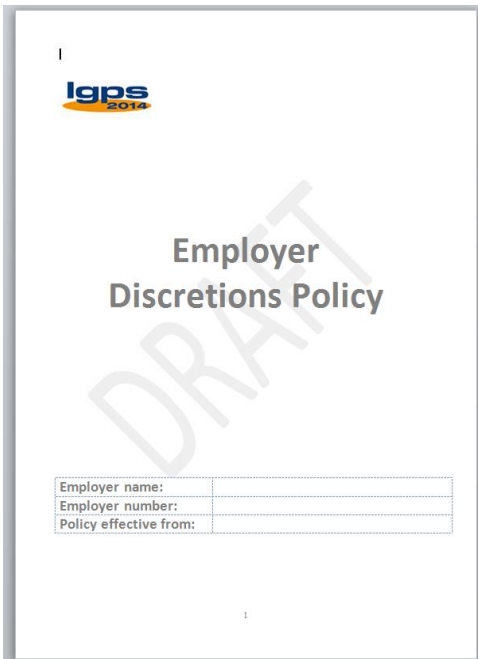 lgps
2014
Employer
Discretions Policy
DRAFT
Employer name:
Employer number:
Policy effective from:
1